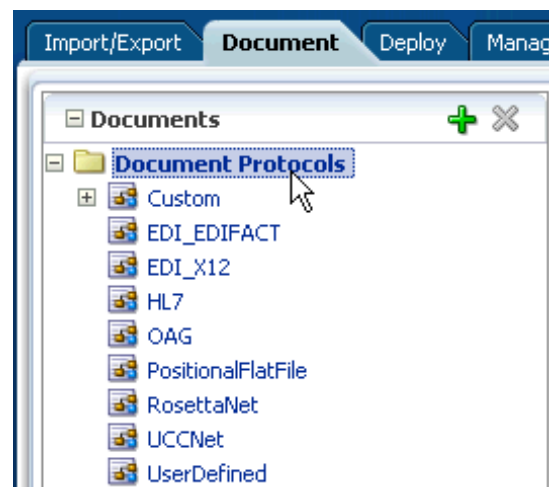 Import/Export Document Deploy Manag
Documents
Document Protocols
Custom
EDI_EDIFACT
EDI_X12
HL7
OAG
PositionalFlatFile
RosettaNet
UCCNet
UserDefined